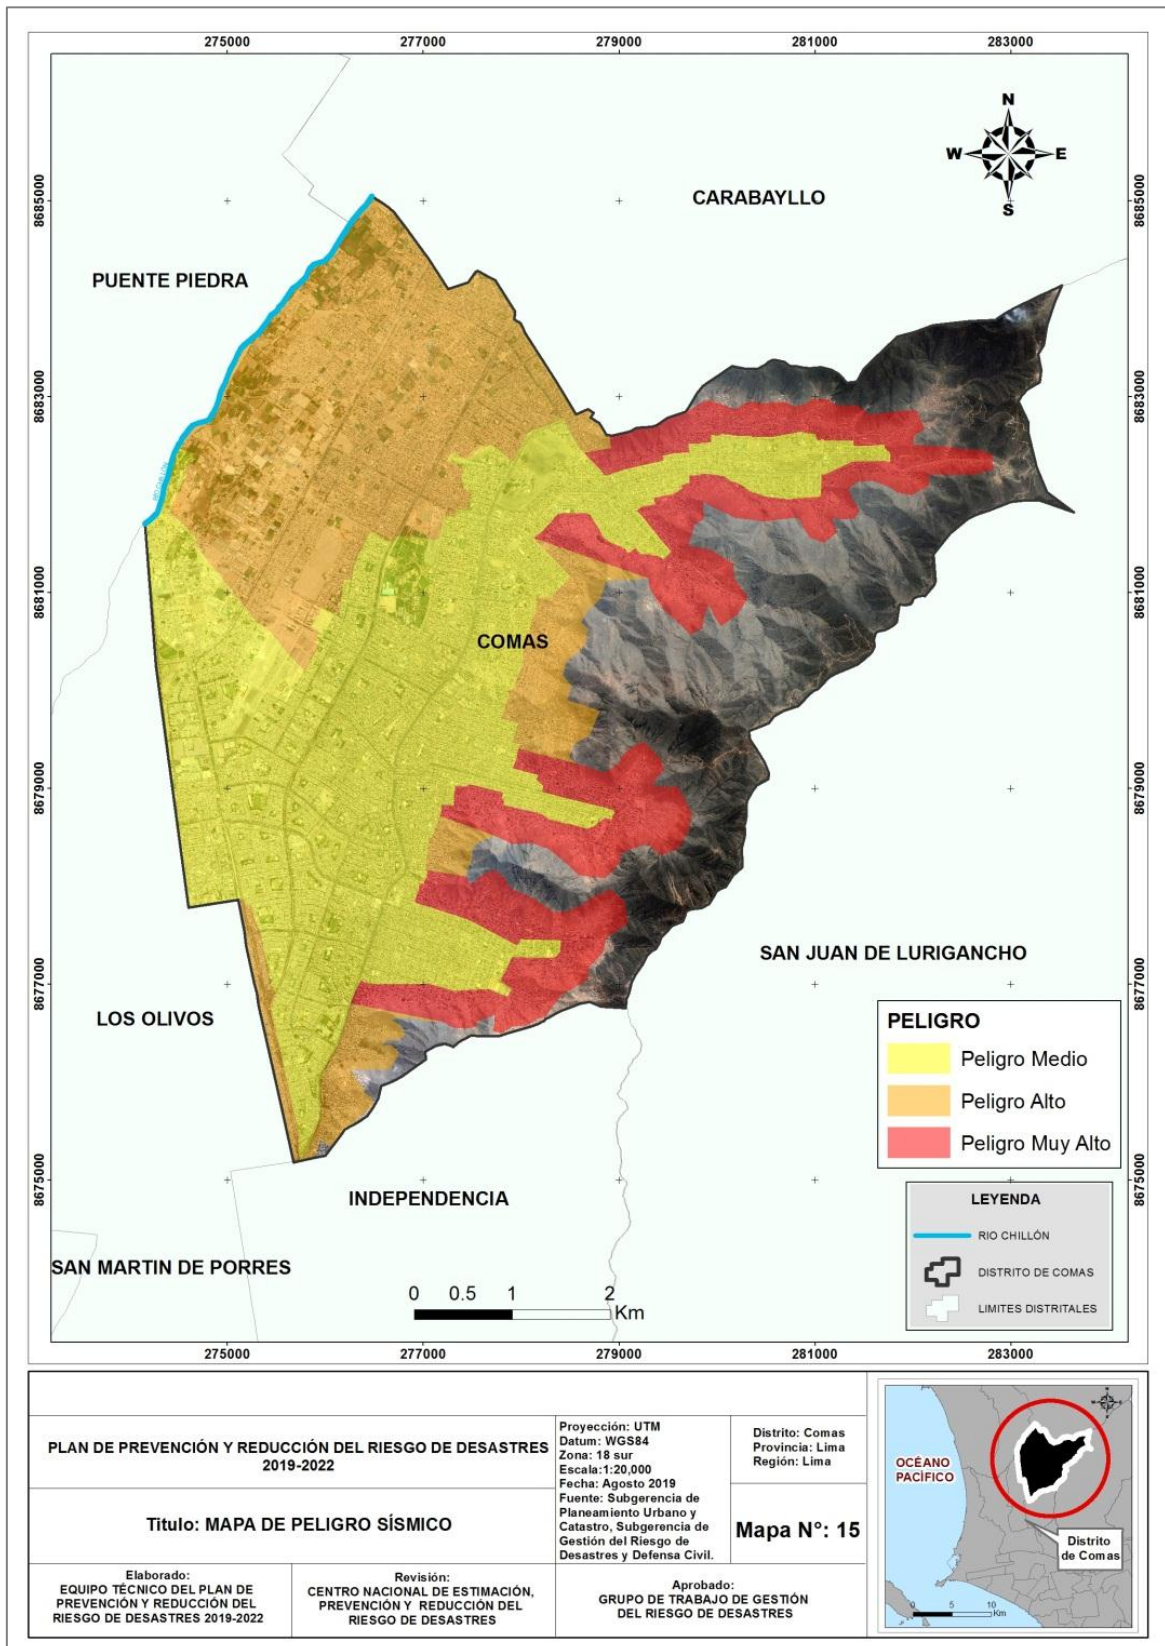 275000 277000 279000 281000 283000
N
W E
S
8685000 8685000
CARABAYLLO
PUENTE PIEDRA
8683000 8683000
RIO CHILLON
8681000 8681000
COMAS
8679000 8679000
SAN JUAN DE LURIGANCHO
8677000 8677000
LOS OLIVOS
PELIGRO
Peligro Medio
Peligro Alto
Peligro Muy Alto
8675000 8675000
INDEPENDENCIA
LEYENDA
RIO CHILLÓN
DISTRITO DE COMAS
LIMITES DISTRITALES
SAN MARTIN DE PORRES
0 0.5 1 2
Km
275000 277000 279000 281000 283000
PLAN DE PREVENCIÓN Y REDUCCIÓN DEL RIESGO DE DESASTRES
2019-2022
Titulo: MAPA DE PELIGRO SÍSMICO
Proyección: UTM
Datum: WGS84
Zona: 18 sur
Escala:1:20,000
Fecha: Agosto 2019
Fuente: Subgerencia de
Planeamiento Urbano y
Catastro, Subgerencia de
Gestión del Riesgo de
Desastres y Defensa Civil.
Distrito: Comas
Provincia: Lima
Región: Lima
Mapa N°: 15
Elaborado:
EQUIPO TÉCNICO DEL PLAN DE
PREVENCIÓN Y REDUCCIÓN DEL
RIESGO DE DESASTRES 2019-2022
Revisión:
CENTRO NACIONAL DE ESTIMACIÓN,
PREVENCIÓN Y REDUCCIÓN DEL
RIESGO DE DESASTRES
Aprobado:
GRUPO DE TRABAJO DE GESTIÓN
DEL RIESGO DE DESASTRES
OCÉANO
PACÍFICO
Distrito
de Comas
0 5 10
Km